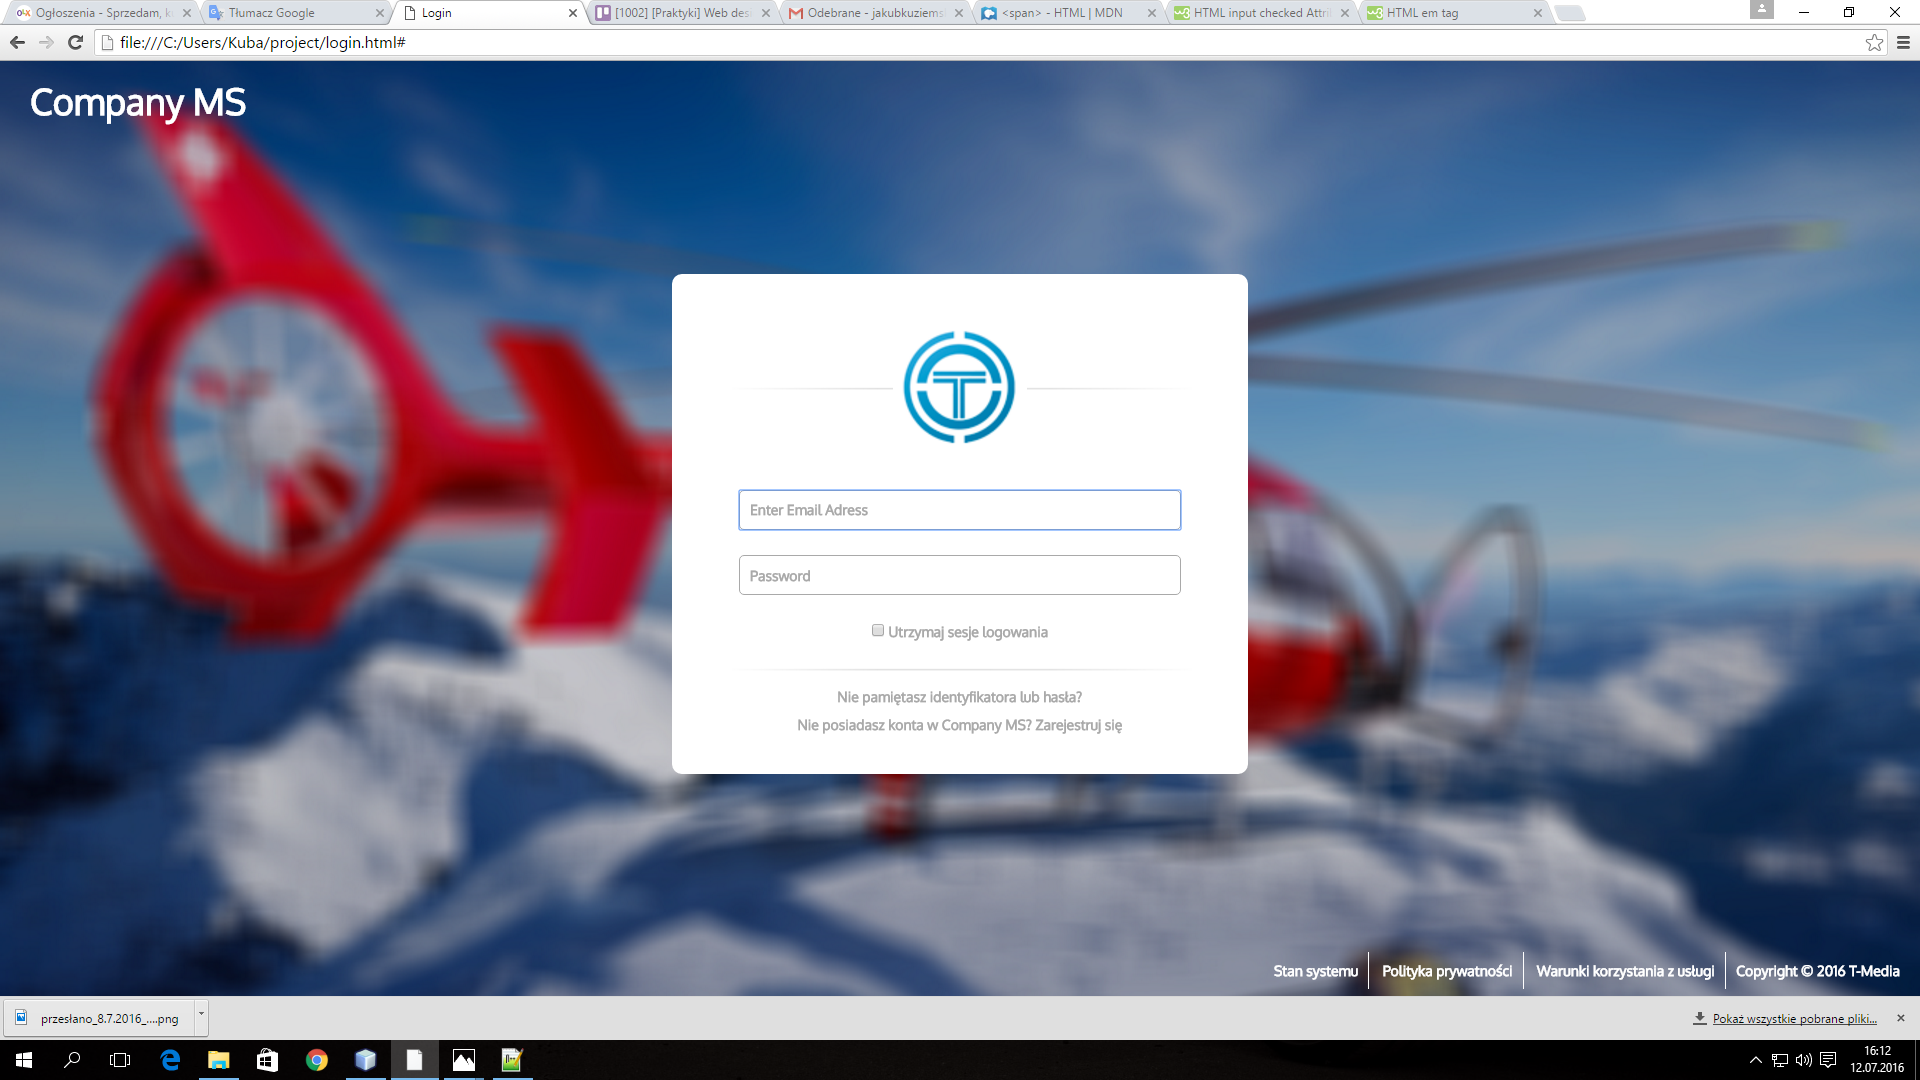 Ogłoszenia - Sprzedam, k
Tłumacz Google
Login
[1002] [Praktyki] Web des
Odebrane - jakubkuziems
<span> - HTML | MDN
HTML input checked Attri
HTML em tag
file:///C:/Users/Kuba/project/login.html#
Company MS
T
Enter Email Adress
Password
Utrzymaj sesje logowania
Nie pamiętasz identyfikatora lub hasła?
Nie posiadasz konta w Company MS? Zarejestruj się
Stan systemu
Polityka prywatności
Warunki korzystania z usługi
Copyright © 2016 T-Media
przesłano_8.7.2016_....png
Pokaż wszystkie pobrane pliki...
16:12
12.07.2016